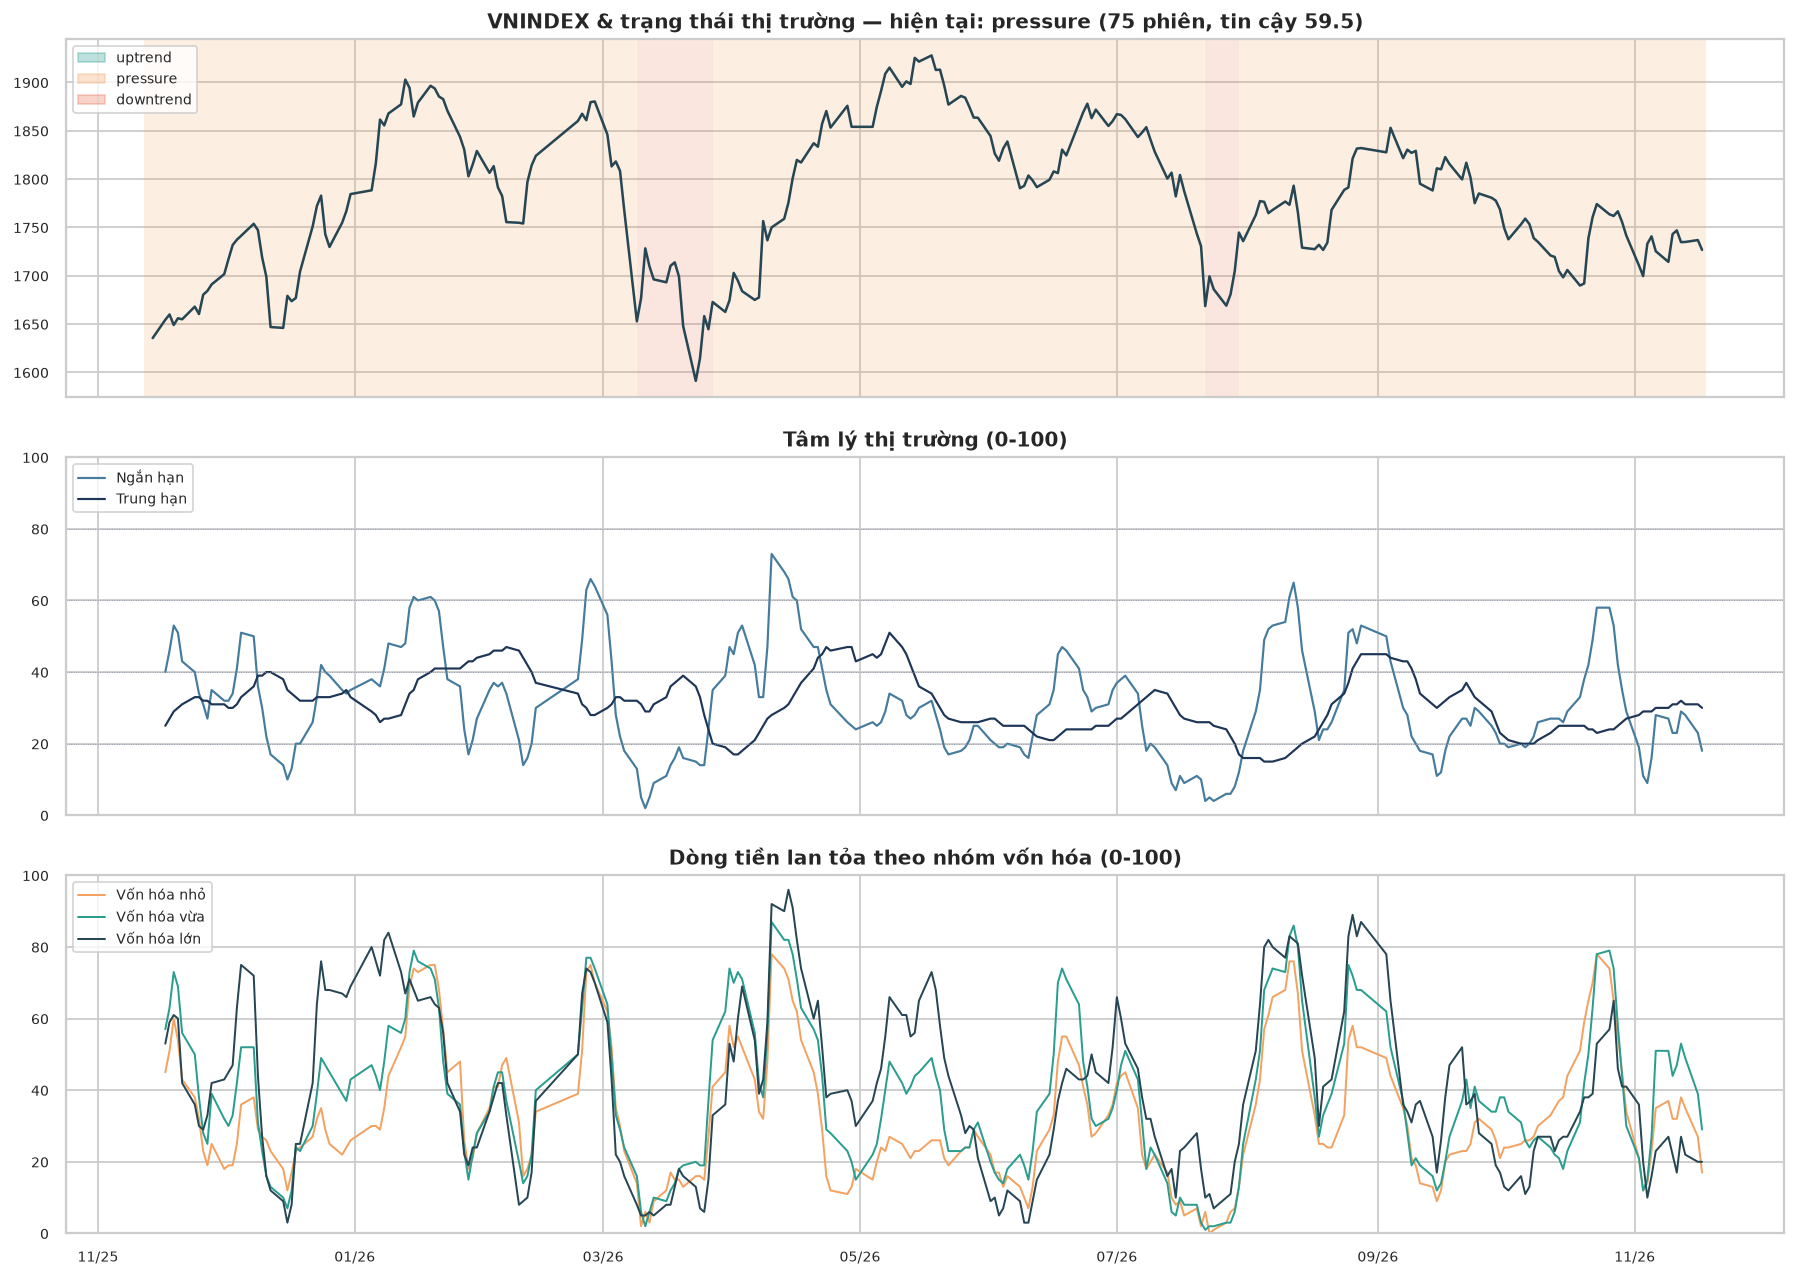 VNINDEX & trạng thái thị trường — hiện tại: pressure (75 phiên, tin cậy 59.5)
uptrend
pressure
downtrend
1900
1850
1800
1750
1700
1650
1600
Tâm lý thị trường (0-100)
Ngắn hạn
Trung hạn
100
80
60
40
20
0
Dòng tiền lan tỏa theo nhóm vốn hóa (0-100)
Vốn hóa nhỏ
Vốn hóa vừa
Vốn hóa lớn
100
80
60
40
20
0
11/25 01/26 03/26 05/26 07/26 09/26 11/26